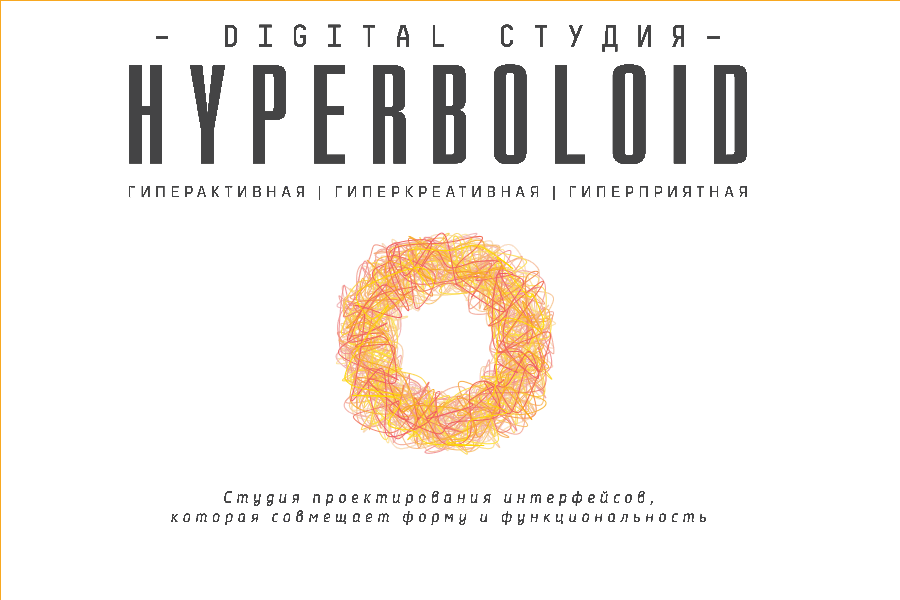 – DIGITAL СТУДИЯ –
HYPERBOLOID
ГИПЕРАКТИВНАЯ | ГИПЕРКРЕАТИВНАЯ | ГИПЕРПРИЯТНАЯ
Студия проектирования интерфейсов,
которая совмещает форму и функциональность